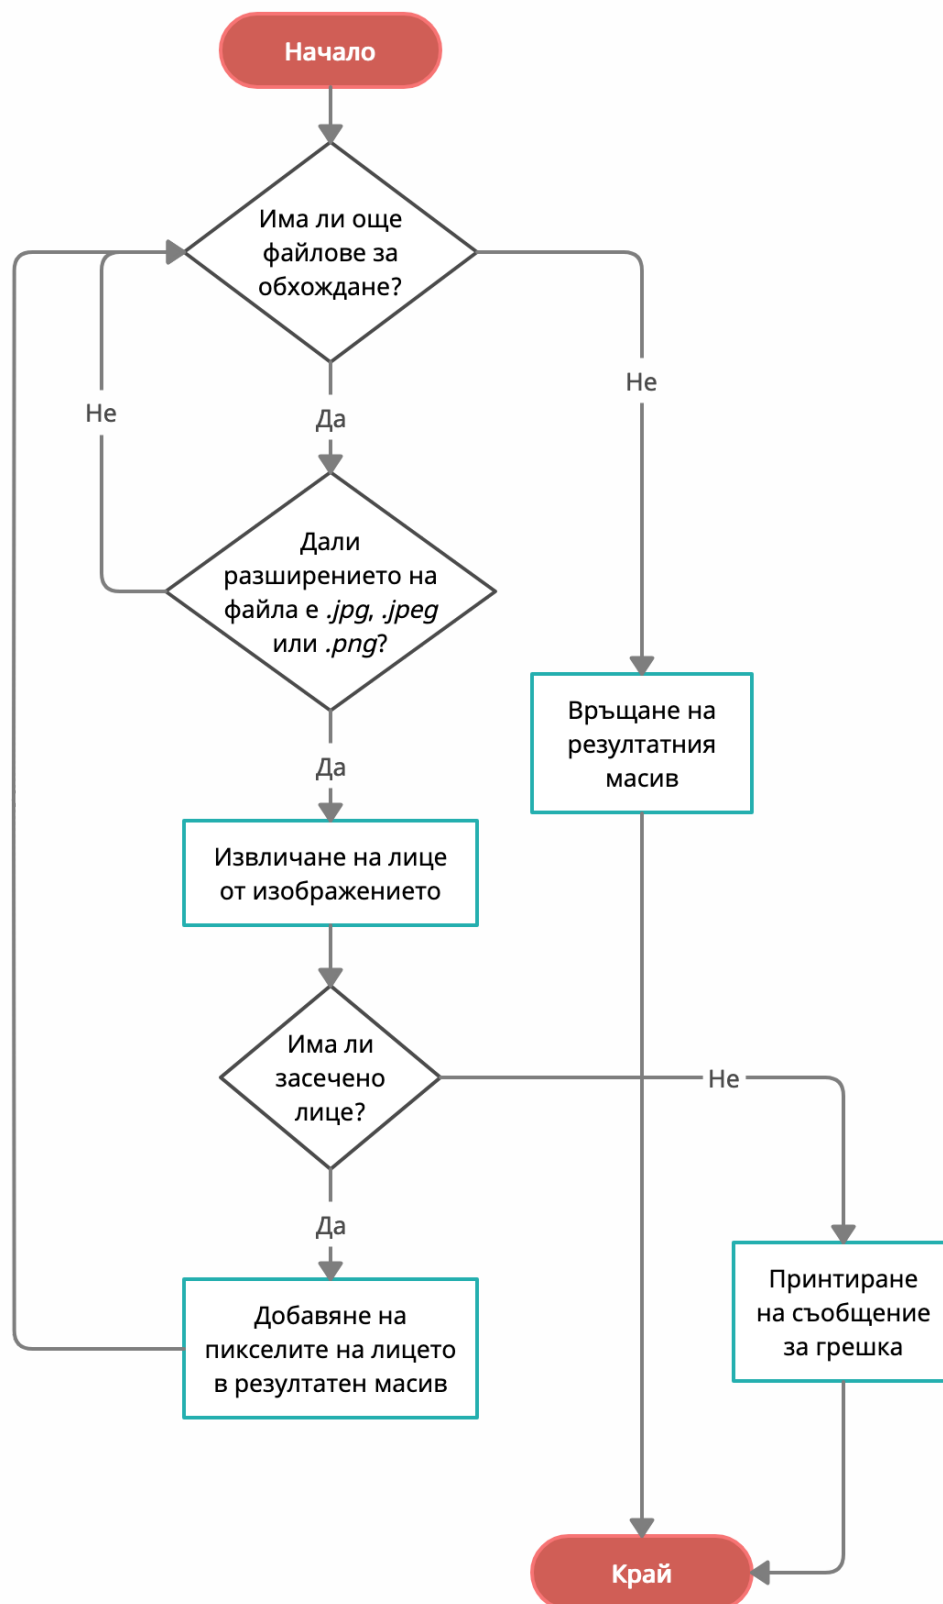 Начало
Има ли още
файлове за
обхождане?
Не
Не
Да
Дали
разширението на
файла е .jpg, .jpeg
или .png?
Връщане на
резултатния
масив
Да
Извличане на лице
от изображението
Има ли
засечено
лице?
Не
Да
Принтиране
на съобщение
за грешка
Добавяне на
пикселите на лицето
в резултатен масив
Край